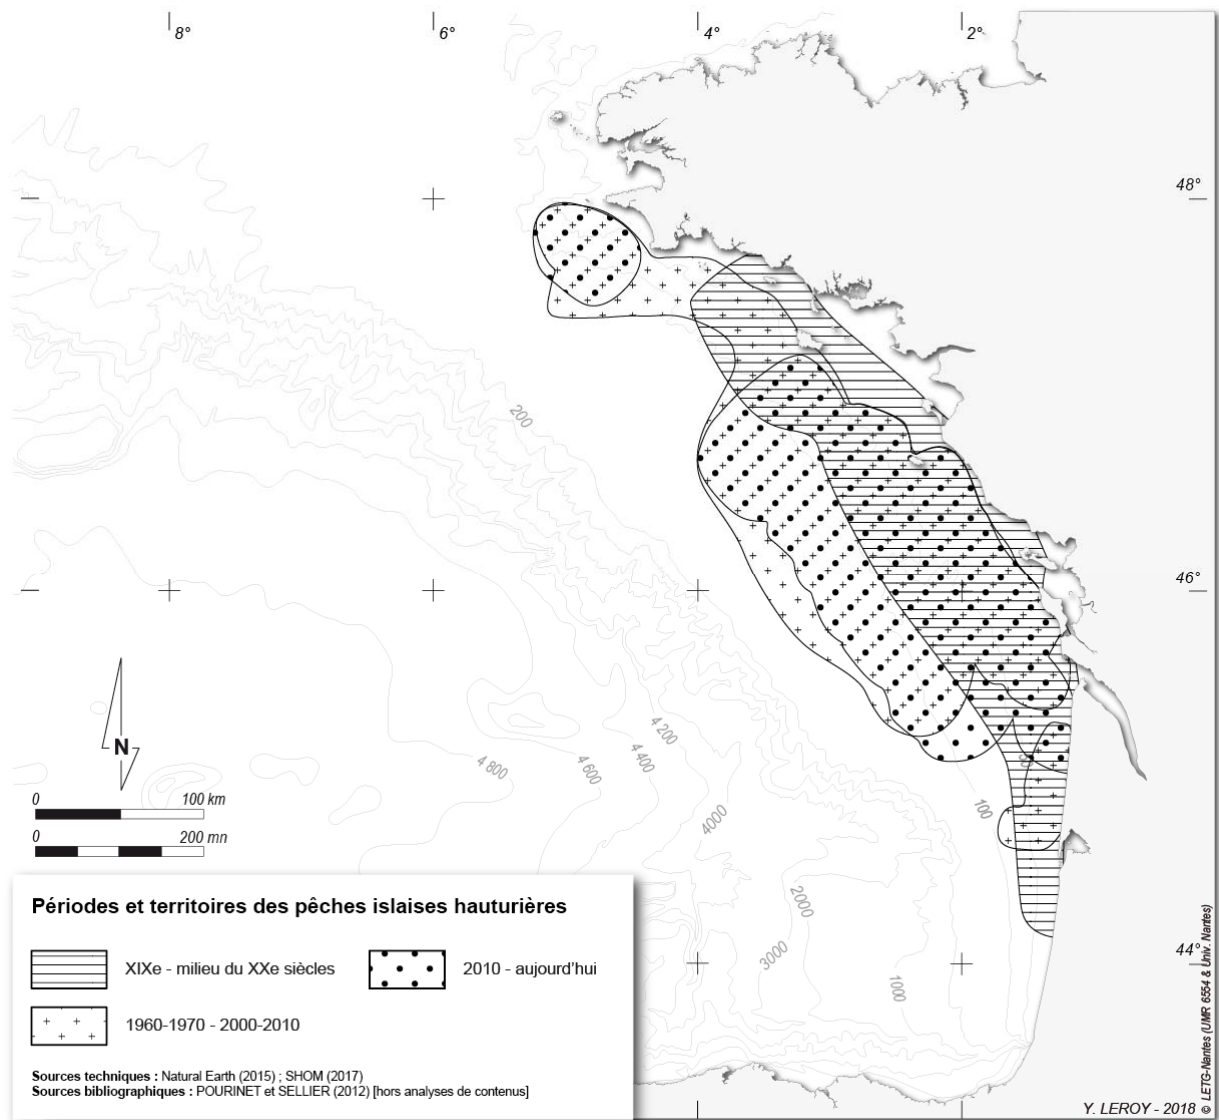 8°
6°
4°
2°
48°
200
46°
4 200
4 400
4 600
4 800
4000
50
100
2000
3000
1000
44°
N
0 100 km
0 200 mn
Périodes et territoires des pêches islaises hauturières
XIXe - milieu du XXe siècles
2010 - aujourd'hui
1960-1970 - 2000-2010
Sources techniques : Natural Earth (2015) ; SHOM (2017)
Sources bibliographiques : POURINET et SELLIER (2012) [hors analyses de contenus]
Y. LEROY - 2018
© LETG-Nantes (UMR 6554 & Univ. Nantes)